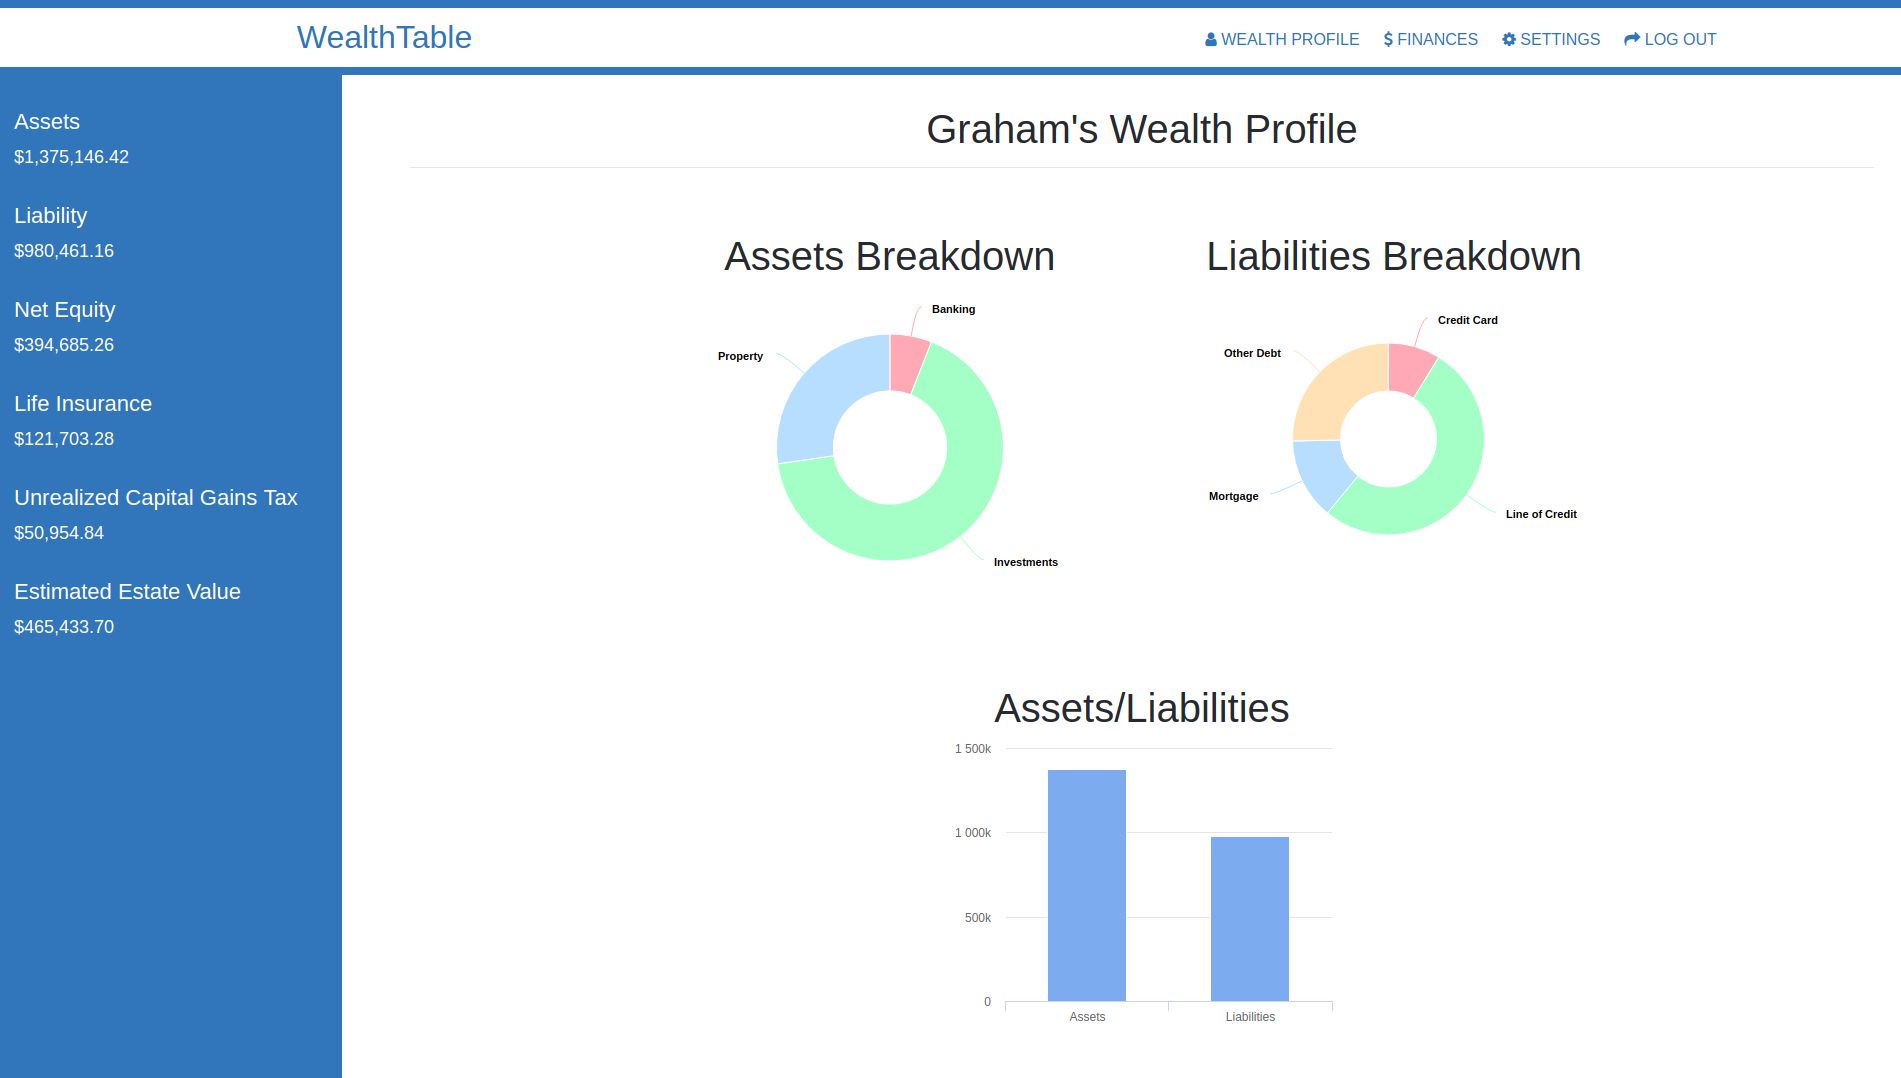 WealthTable
WEALTH PROFILE
FINANCES
SETTINGS
LOG OUT
Assets
$1,375,146.42
Liability
$980,461.16
Net Equity
$394,685.26
Life Insurance
$121,703.28
Unrealized Capital Gains Tax
$50,954.84
Estimated Estate Value
$465,433.70
Graham's Wealth Profile
Assets Breakdown
Banking
Property
Investments
Liabilities Breakdown
Credit Card
Other Debt
Mortgage
Line of Credit
Assets/Liabilities
1 500k
1 000k
500k
0
Assets
Liabilities